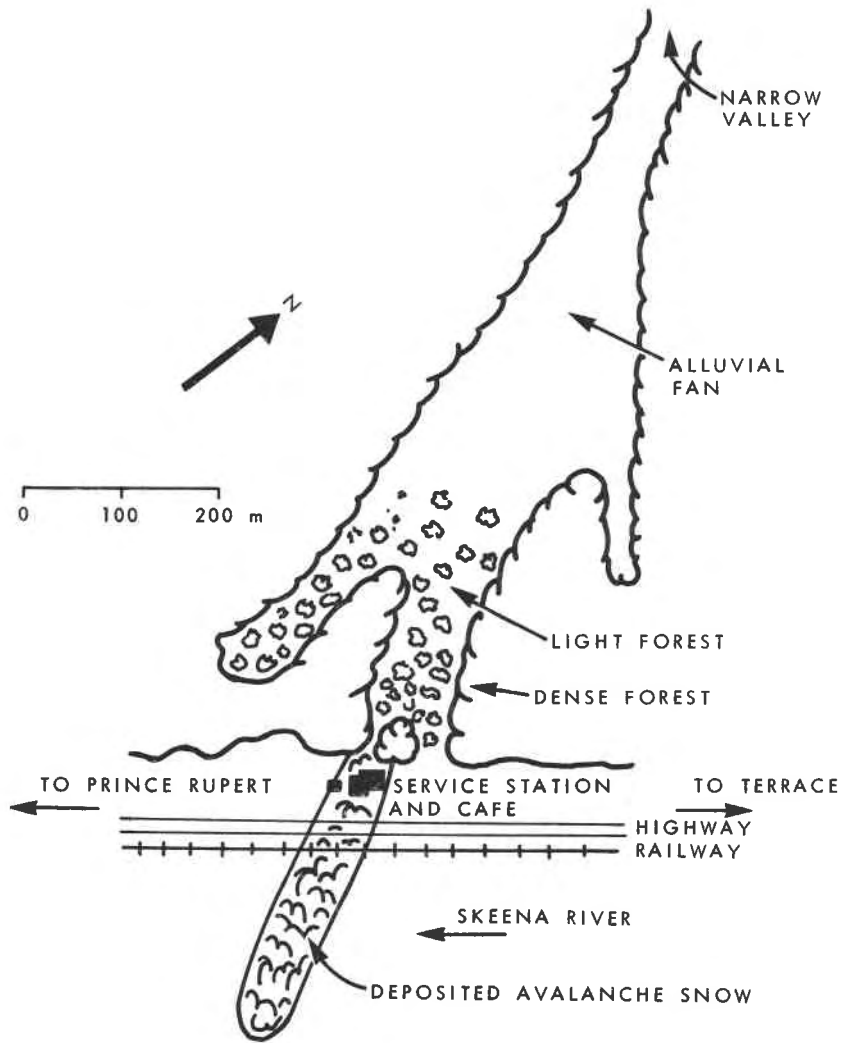 NARROW
VALLEY
N
ALLUVIAL
FAN
0 100 200 m
LIGHT FOREST
DENSE FOREST
TO PRINCE RUPERT
SERVICE STATION
AND CAFE
TO TERRACE
HIGHWAY
RAILWAY
SKEENA RIVER
DEPOSITED AVALANCHE SNOW